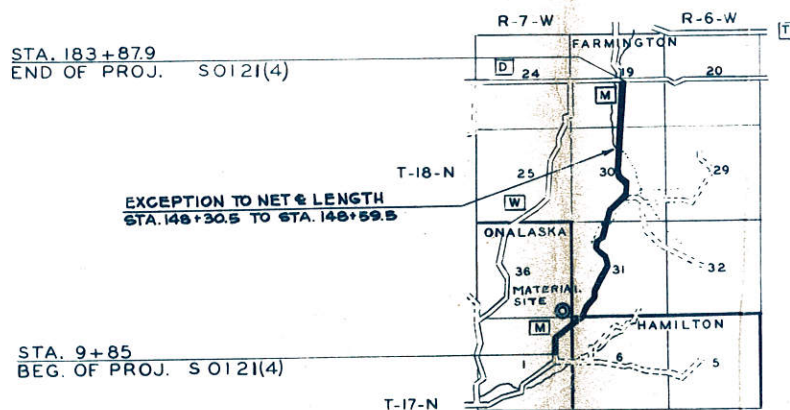 R-7-W
R-6-W
T
STA. 183+87.9
END OF PROJ. S0121(4)
FARMINGTON
D
24
19
20
M
T-18-N
25
30
29
EXCEPTION TO NET ℄ LENGTH
STA. 148+30.5 TO STA. 148+59.5
W
ONALASKA
36
31
32
MATERIAL
SITE
M
HAMILTON
STA. 9+85
BEG. OF PROJ. S 0121(4)
1
6
5
T-17-N